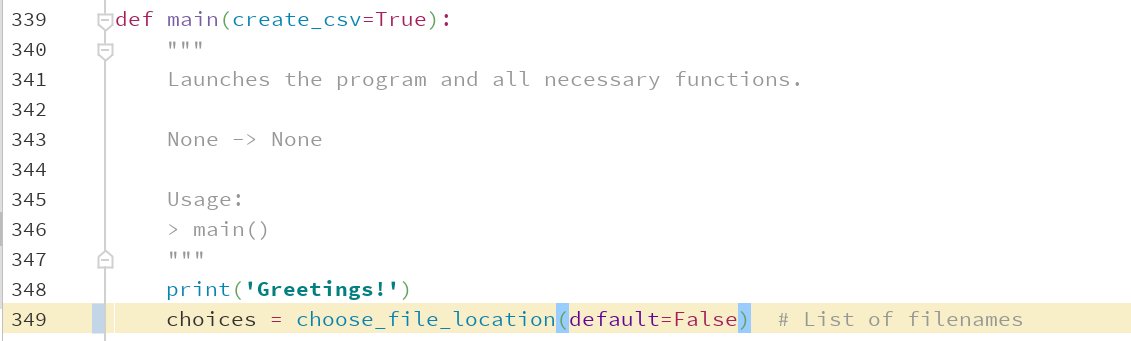 339 def main(create_csv=True):
340     """
341     Launches the program and all necessary functions.
342
343     None -> None
344
345     Usage:
346     > main()
347     """
348     print('Greetings!')
349     choices = choose_file_location(default=False)  # List of filenames